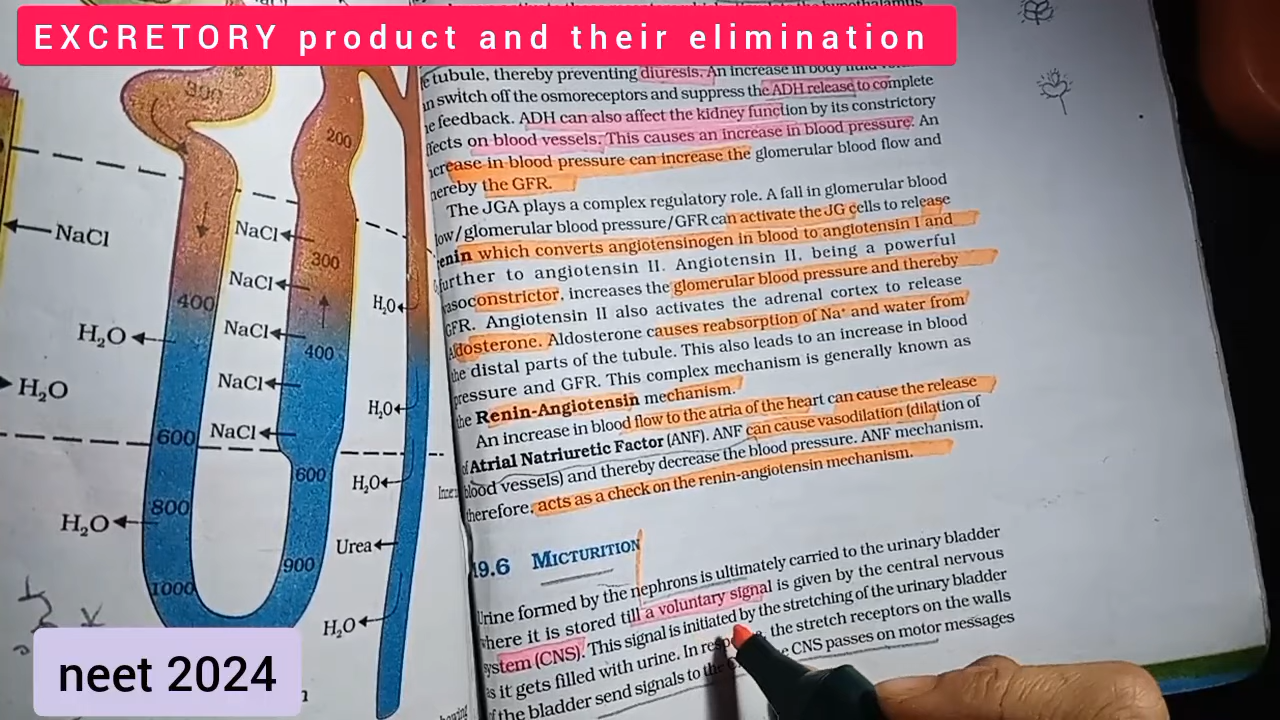 EXCRETORY product and their elimination
tubule, thereby preventing diuresis. An increase in body fluid
switch off the osmoreceptors and suppress the ADH release to complete
feedback. ADH can also affect the kidney function by its constrictory
ffects on blood vessels. This causes an increase in blood pressure. An
crease in blood pressure can increase the glomerular blood flow and
hereby the GFR.
The JGA plays a complex regulatory role. A fall in glomerular blood
low/glomerular blood pressure/GFR can activate the JG cells to release
renin which converts angiotensinogen in blood to angiotensin I and
further to angiotensin II. Angiotensin II, being a powerful
vasoconstrictor, increases the glomerular blood pressure and thereby
GFR. Angiotensin II also activates the adrenal cortex to release
Aldosterone. Aldosterone causes reabsorption of Na+ and water from
the distal parts of the tubule. This also leads to an increase in blood
pressure and GFR. This complex mechanism is generally known as
the Renin-Angiotensin mechanism.
An increase in blood flow to the atria of the heart can cause the release
of Atrial Natriuretic Factor (ANF). ANF can cause vasodilation (dilation of
blood vessels) and thereby decrease the blood pressure. ANF mechanism,
therefore, acts as a check on the renin-angiotensin mechanism.
19.6 MICTURITION
Urine formed by the nephrons is ultimately carried to the urinary bladder
where it is stored till a voluntary signal is given by the central nervous
system (CNS). This signal is initiated by the stretching of the urinary bladder
as it gets filled with urine. In the stretch receptors on the walls
of the bladder send signals to the CNS passes on motor messages
300
200
NaCl
NaCl
300
NaCl
400
H₂O
H₂O
NaCl
400
H₂O
NaCl
H₂O
600
NaCl
600
H₂O
800
H₂O
Urea
900
1000
H₂O
neet 2024